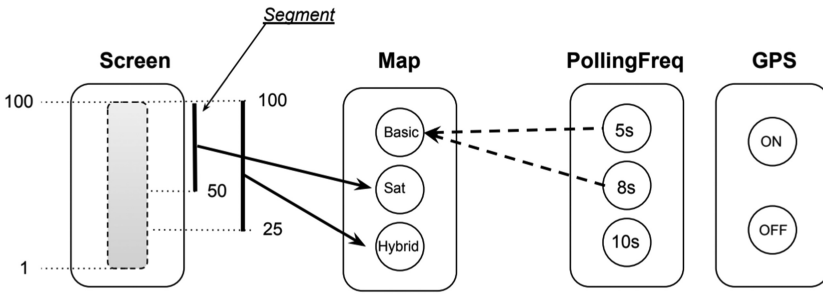 Segment
Screen
Map
PollingFreq
GPS
100
100
Basic
5s
ON
50
Sat
8s
25
Hybrid
10s
OFF
1